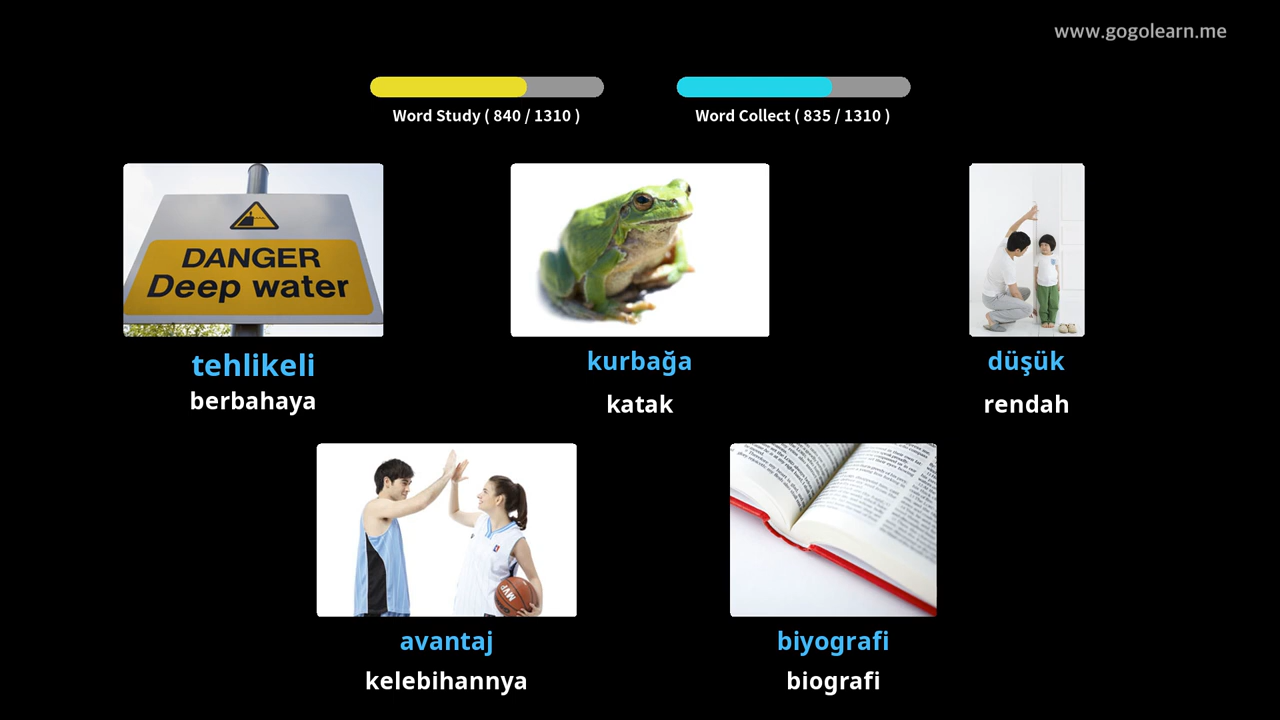 www.gogolearn.me
Word Study ( 840 / 1310 )
Word Collect ( 835 / 1310 )
DANGER
Deep water
tehlikeli
berbahaya
kurbağa
katak
düşük
rendah
MVP
avantaj
kelebihannya
biyografi
biografi